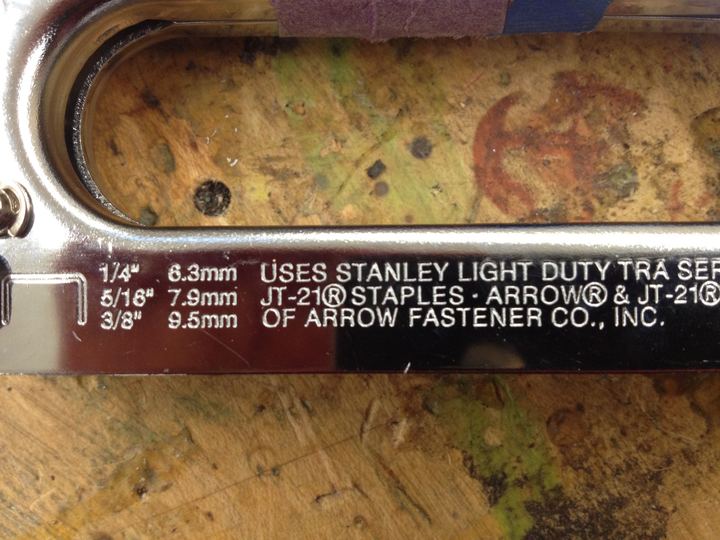 1/4" 6.3mm USES STANLEY LIGHT DUTY TRA SER
5/16" 7.9mm JT-21® STAPLES · ARROW® & JT-21®
3/8" 9.5mm OF ARROW FASTENER CO., INC.